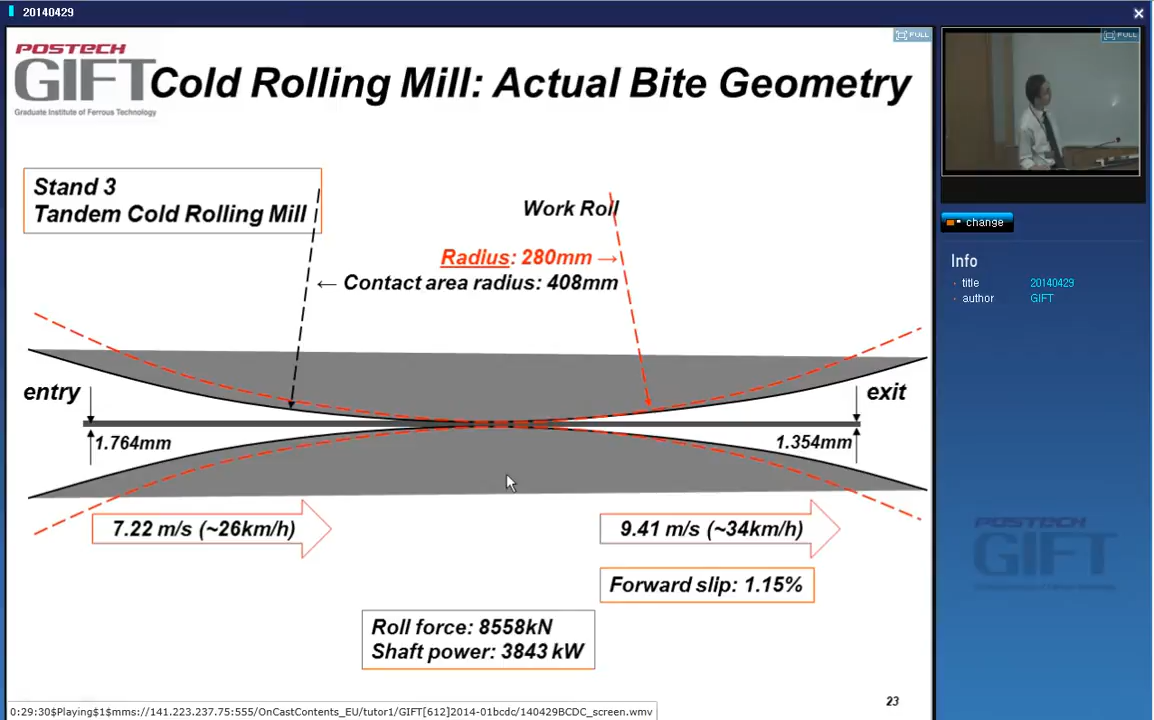 20140429
FULL
FULL
POSTECH
GIFT
Graduate Institute of Ferrous Technology
Cold Rolling Mill: Actual Bite Geometry
Stand 3
Tandem Cold Rolling Mill
Work Roll
Radius: 280mm →
← Contact area radius: 408mm
entry
exit
1.764mm
1.354mm
7.22 m/s (~26km/h)
9.41 m/s (~34km/h)
Forward slip: 1.15%
Roll force: 8558kN
Shaft power: 3843 kW
23
change
Info
title 20140429
author GIFT
POSTECH
GIFT
0:29:30$Playing$1$mms://141.223.237.75:555/OnCastContents_EU/tutor1/GIFT[612]2014-01bcdc/140429BCDC_screen.wmv